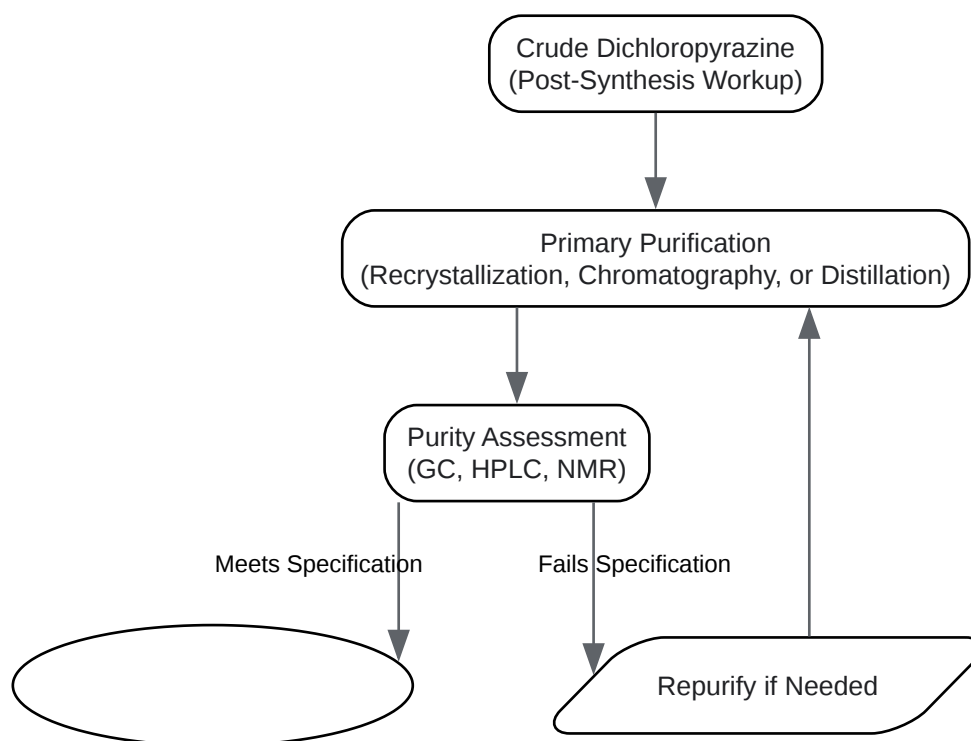 Crude Dichloropyrazine
(Post-Synthesis Workup)
Primary Purification
(Recrystallization, Chromatography, or Distillation)
Purity Assessment
(GC, HPLC, NMR)
Meets Specification
Fails Specification
Repurify if Needed